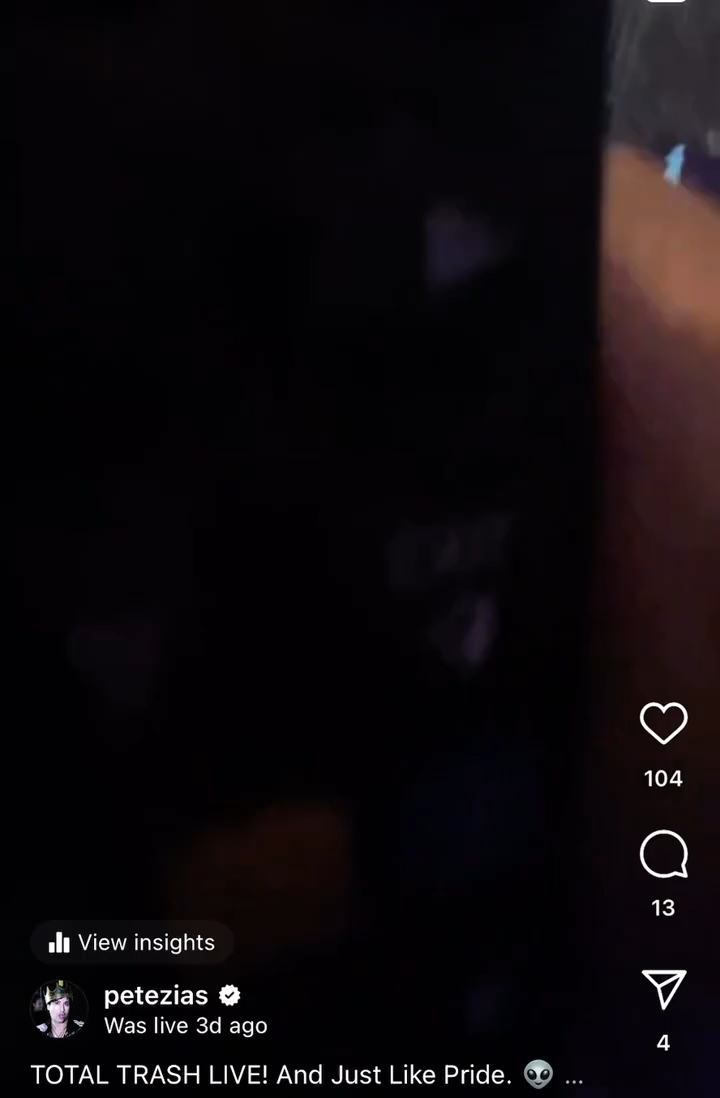 104
13
View insights
petezias
Was live 3d ago
4
TOTAL TRASH LIVE! And Just Like Pride. 👽 ...